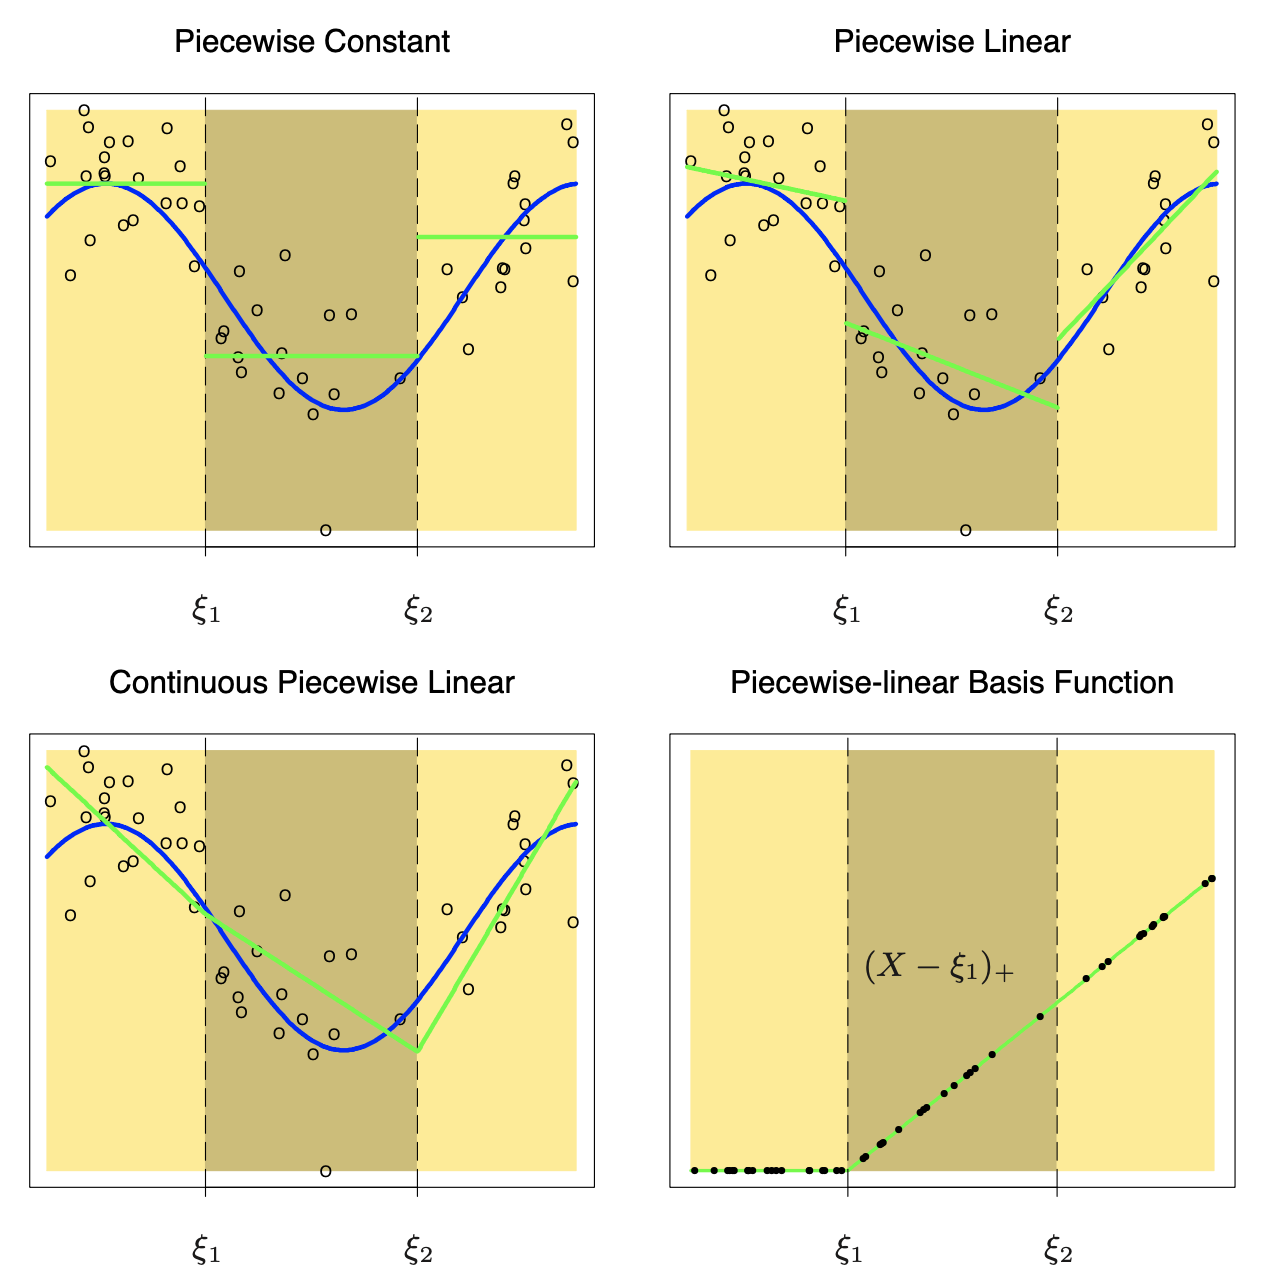 Piecewise Constant
Piecewise Linear
ξ1 ξ2
ξ1 ξ2
Continuous Piecewise Linear
Piecewise-linear Basis Function
(X − ξ1)+
ξ1 ξ2
ξ1 ξ2